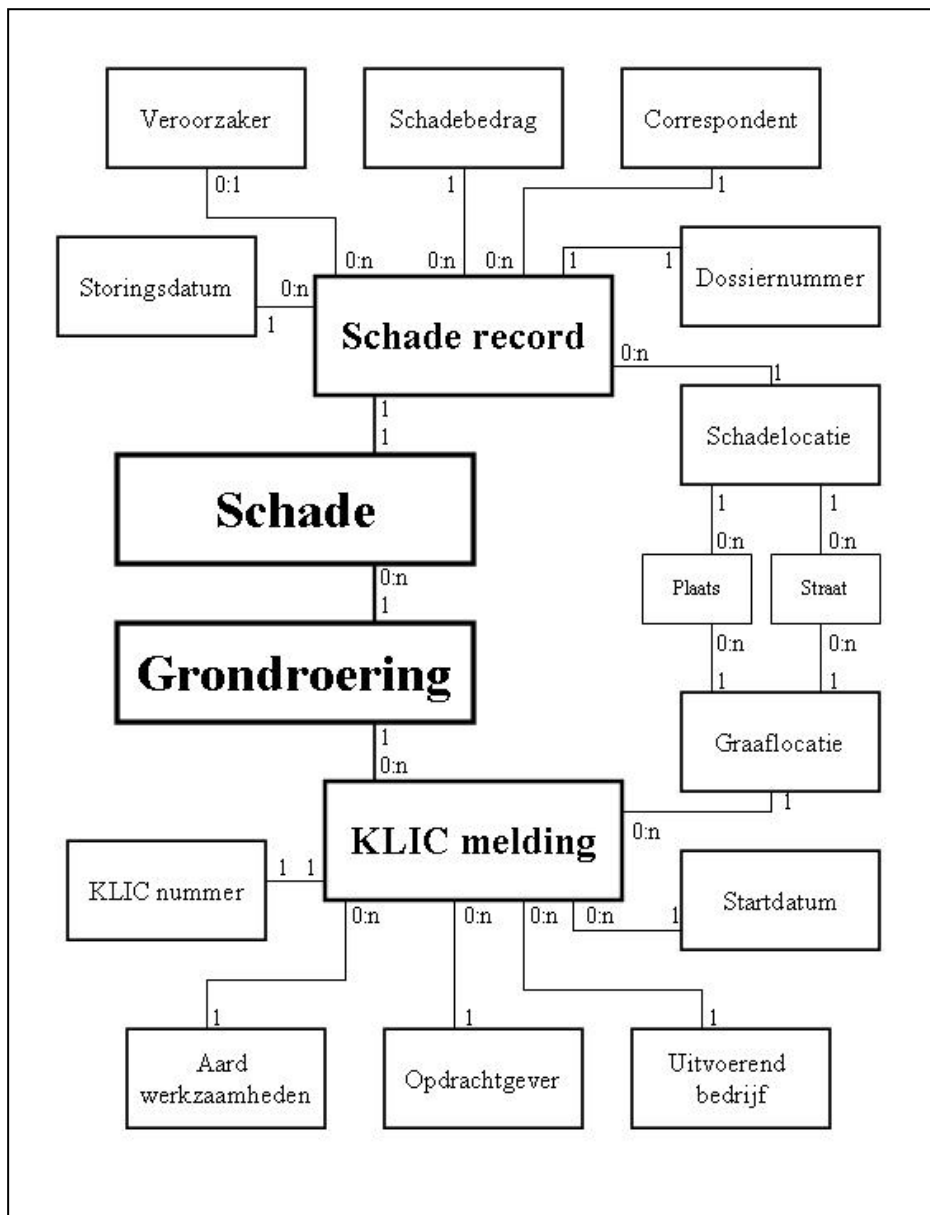 Veroorzaker
Schadebedrag
Correspondent
0:1
1
1
Storingsdatum
0:n
1
0:n
0:n
0:n
1
1
Dossiernummer
Schade record
0:n
1
1
1
Schadelocatie
Schade
1
1
0:n
0:n
0:n
1
Plaats
Straat
Grondroering
0:n
0:n
1
1
1
0:n
Graaflocatie
KLIC melding
1
0:n
KLIC nummer
1
1
0:n
0:n
0:n
0:n
1
Startdatum
1
1
1
Aard
werkzaamheden
Opdrachtgever
Uitvoerend
bedrijf